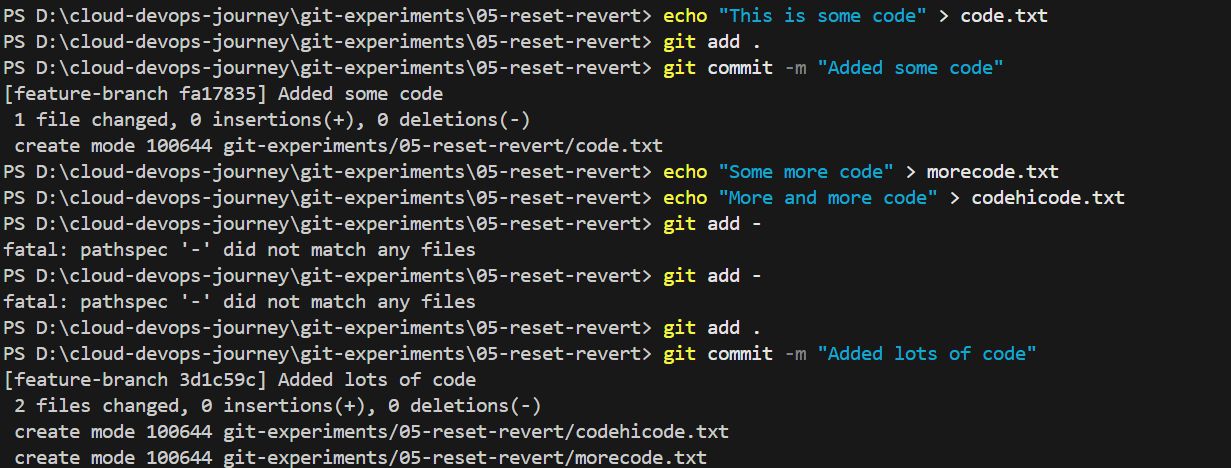 PS D:\cloud-devops-journey\git-experiments\05-reset-revert> echo "This is some code" > code.txt
PS D:\cloud-devops-journey\git-experiments\05-reset-revert> git add .
PS D:\cloud-devops-journey\git-experiments\05-reset-revert> git commit -m "Added some code"
[feature-branch fa17835] Added some code
 1 file changed, 0 insertions(+), 0 deletions(-)
 create mode 100644 git-experiments/05-reset-revert/code.txt
PS D:\cloud-devops-journey\git-experiments\05-reset-revert> echo "Some more code" > morecode.txt
PS D:\cloud-devops-journey\git-experiments\05-reset-revert> echo "More and more code" > codehicode.txt
PS D:\cloud-devops-journey\git-experiments\05-reset-revert> git add -
fatal: pathspec '-' did not match any files
PS D:\cloud-devops-journey\git-experiments\05-reset-revert> git add -
fatal: pathspec '-' did not match any files
PS D:\cloud-devops-journey\git-experiments\05-reset-revert> git add .
PS D:\cloud-devops-journey\git-experiments\05-reset-revert> git commit -m "Added lots of code"
[feature-branch 3d1c59c] Added lots of code
 2 files changed, 0 insertions(+), 0 deletions(-)
 create mode 100644 git-experiments/05-reset-revert/codehicode.txt
 create mode 100644 git-experiments/05-reset-revert/morecode.txt